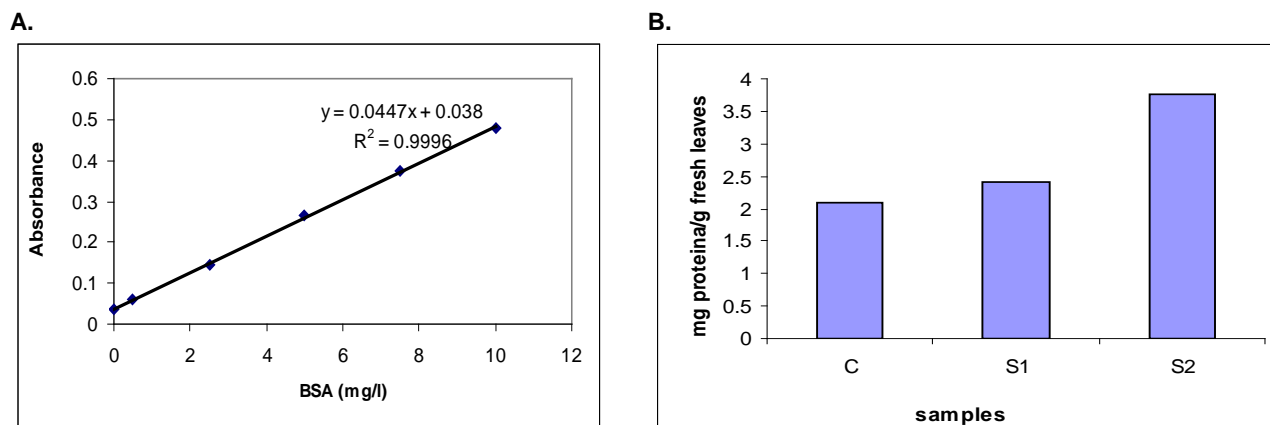 A.
0.6
0.5
0.4
0.3
0.2
0.1
0
Absorbance
y = 0.0447x + 0.038
R² = 0.9996
0 2 4 6 8 10 12
BSA (mg/l)
B.
4
3.5
3
2.5
2
1.5
1
0.5
0
mg proteina/g fresh leaves
C S1 S2
samples